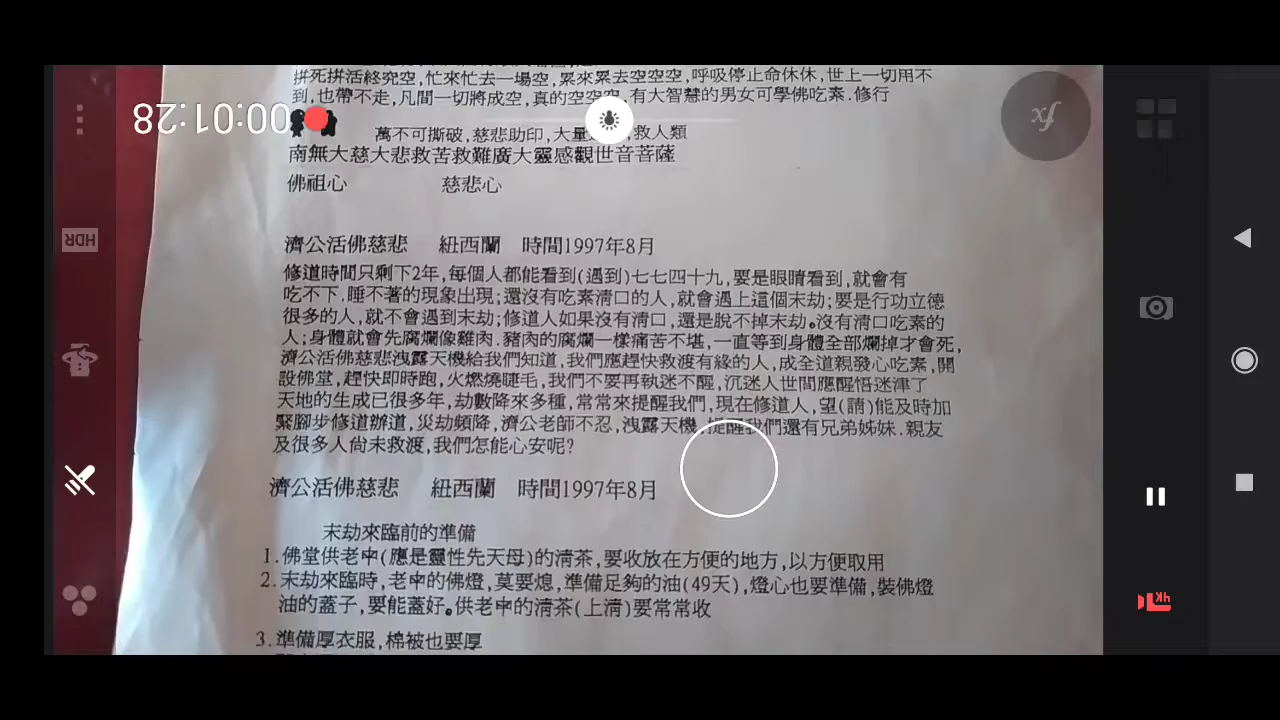 拼死拼活終究空,忙來忙去一場空,累來累去空空空,呼吸停止命休休,世上一切用不
到,也帶不走,凡間一切將成空,真的空空空,有大智慧的男女可學佛吃素.修行
萬不可撕破,慈悲助印,大量 救人類
南無大慈大悲救苦救難廣大靈感觀世音菩薩
佛祖心 慈悲心
濟公活佛慈悲 紐西蘭 時間1997年8月
修道時間只剩下2年,每個人都能看到(遇到)七七四十九,要是眼睛看到,就會有
吃不下.睡不著的現象出現;還沒有吃素清口的人,就會遇上這個末劫;要是行功立德
很多的人,就不會遇到末劫;修道人如果沒有清口,還是脫不掉末劫。沒有清口吃素的
人;身體就會先腐爛像雞肉.豬肉的腐爛一樣痛苦不堪,一直等到身體全部爛掉才會死,
濟公活佛慈悲洩露天機給我們知道,我們應趕快救渡有緣的人,成全道親發心吃素,開
設佛堂,趕快即時跑,火燃燒睫毛,我們不要再執迷不醒,沉迷人世間應醒悟迷津了
天地的生成已很多年,劫數降來多種,常常來提醒我們,現在修道人,望(請)能及時加
緊腳步修道辦道,災劫頻降,濟公老師不忍,洩露天機,提醒我們還有兄弟姊妹.親友
及很多人尚未救渡,我們怎能心安呢?
濟公活佛慈悲 紐西蘭 時間1997年8月
末劫來臨前的準備
1.佛堂供老中(應是靈性先天母)的清茶,要收放在方便的地方,以方便取用
2.末劫來臨時,老中的佛燈,莫要熄,準備足夠的油(49天),燈心也要準備,裝佛燈
油的蓋子,要能蓋好。供老中的清茶(上清)要常常收
3.準備厚衣服,棉被也要厚
00:01:28
fx
HDR
4K